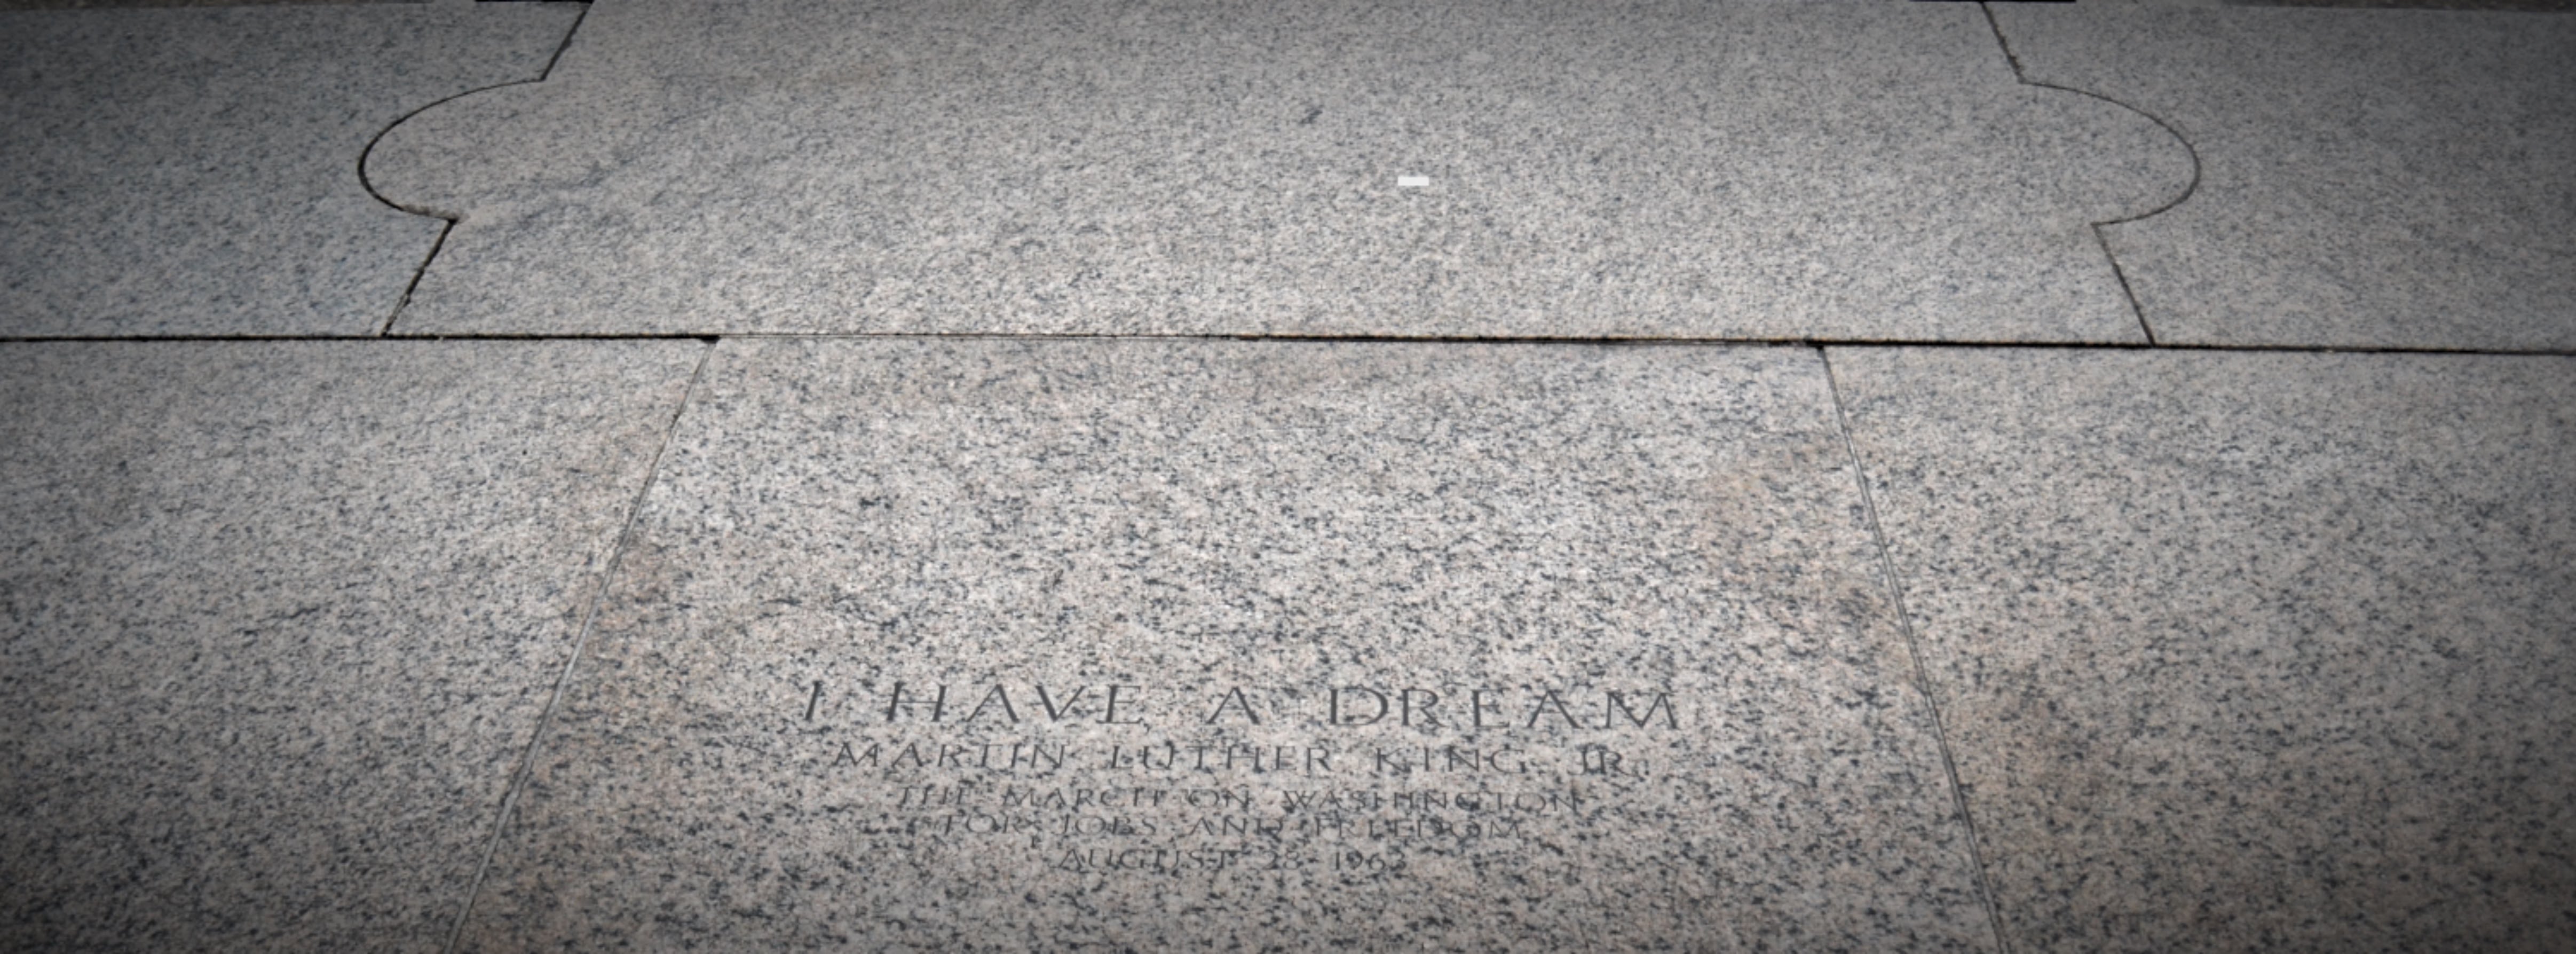 I HAVE A DREAM
MARTIN LUTHER KING JR.
THE MARCH ON WASHINGTON
FOR JOBS AND FREEDOM
AUGUST 28 1963